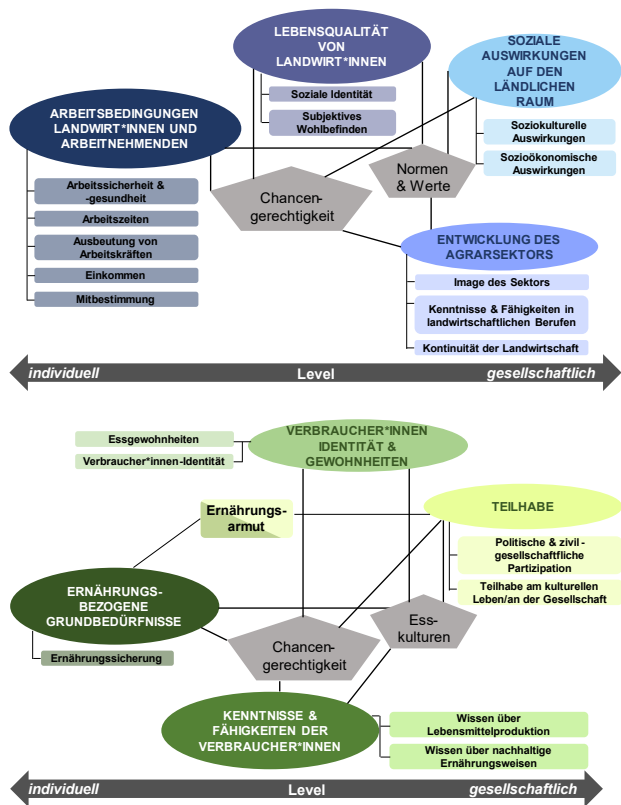 LEBENSQUALITÄT
VON
LANDWIRT*INNEN
Soziale Identität
Subjektives
Wohlbefinden
SOZIALE
AUSWIRKUNGEN
AUF DEN
LÄNDLICHEN
RAUM
Soziokulturelle
Auswirkungen
Sozioökonomische
Auswirkungen
ARBEITSBEDINGUNGEN
LANDWIRT*INNEN UND
ARBEITNEHMENDEN
Arbeitssicherheit &
-gesundheit
Arbeitszeiten
Ausbeutung von
Arbeitskräften
Einkommen
Mitbestimmung
Chancen-
gerechtigkeit
Normen
& Werte
ENTWICKLUNG DES
AGRARSEKTORS
Image des Sektors
Kenntnisse & Fähigkeiten in
landwirtschaftlichen Berufen
Kontinuität der Landwirtschaft
individuell Level gesellschaftlich
VERBRAUCHER*INNEN
IDENTITÄT &
GEWOHNHEITEN
Essgewohnheiten
Verbraucher*innen-Identität
Ernährungs-
armut
TEILHABE
Politische & zivil-
gesellschaftliche
Partizipation
Teilhabe am kulturellen
Leben/an der Gesellschaft
ERNÄHRUNGS-
BEZOGENE
GRUNDBEDÜRFNISSE
Ernährungssicherung
Chancen-
gerechtigkeit
Ess-
kulturen
KENNTNISSE &
FÄHIGKEITEN DER
VERBRAUCHER*INNEN
Wissen über
Lebensmittelproduktion
Wissen über nachhaltige
Ernährungsweisen
individuell Level gesellschaftlich